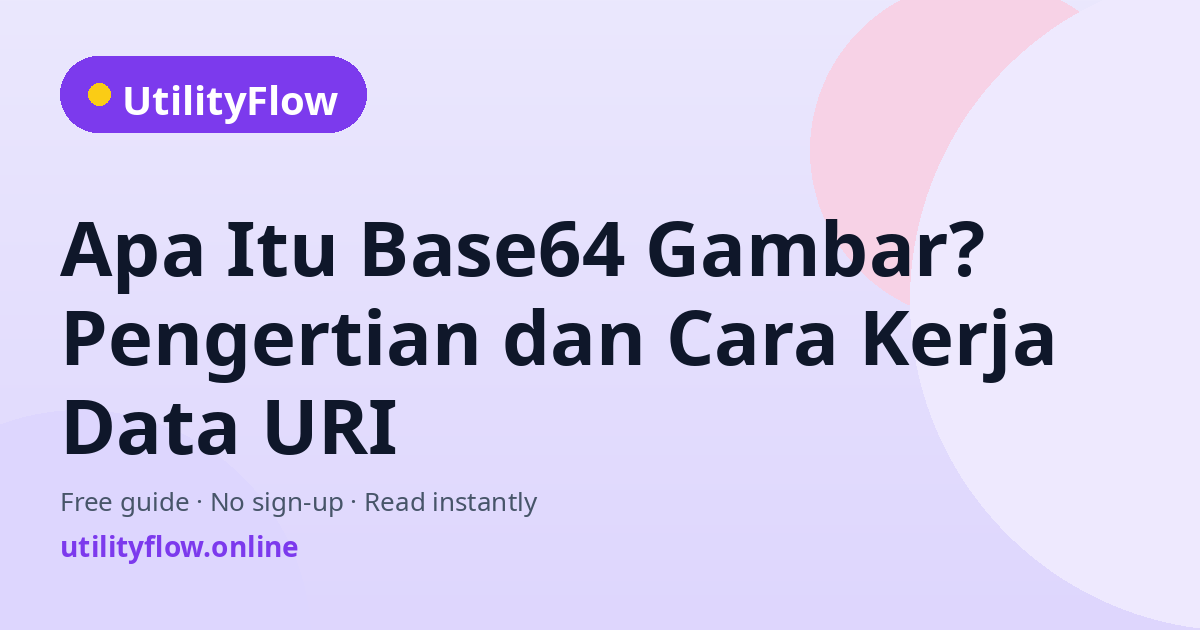 UtilityFlow
Apa Itu Base64 Gambar?
Pengertian dan Cara Kerja
Data URI
Free guide · No sign-up · Read instantly
utilityflow.online